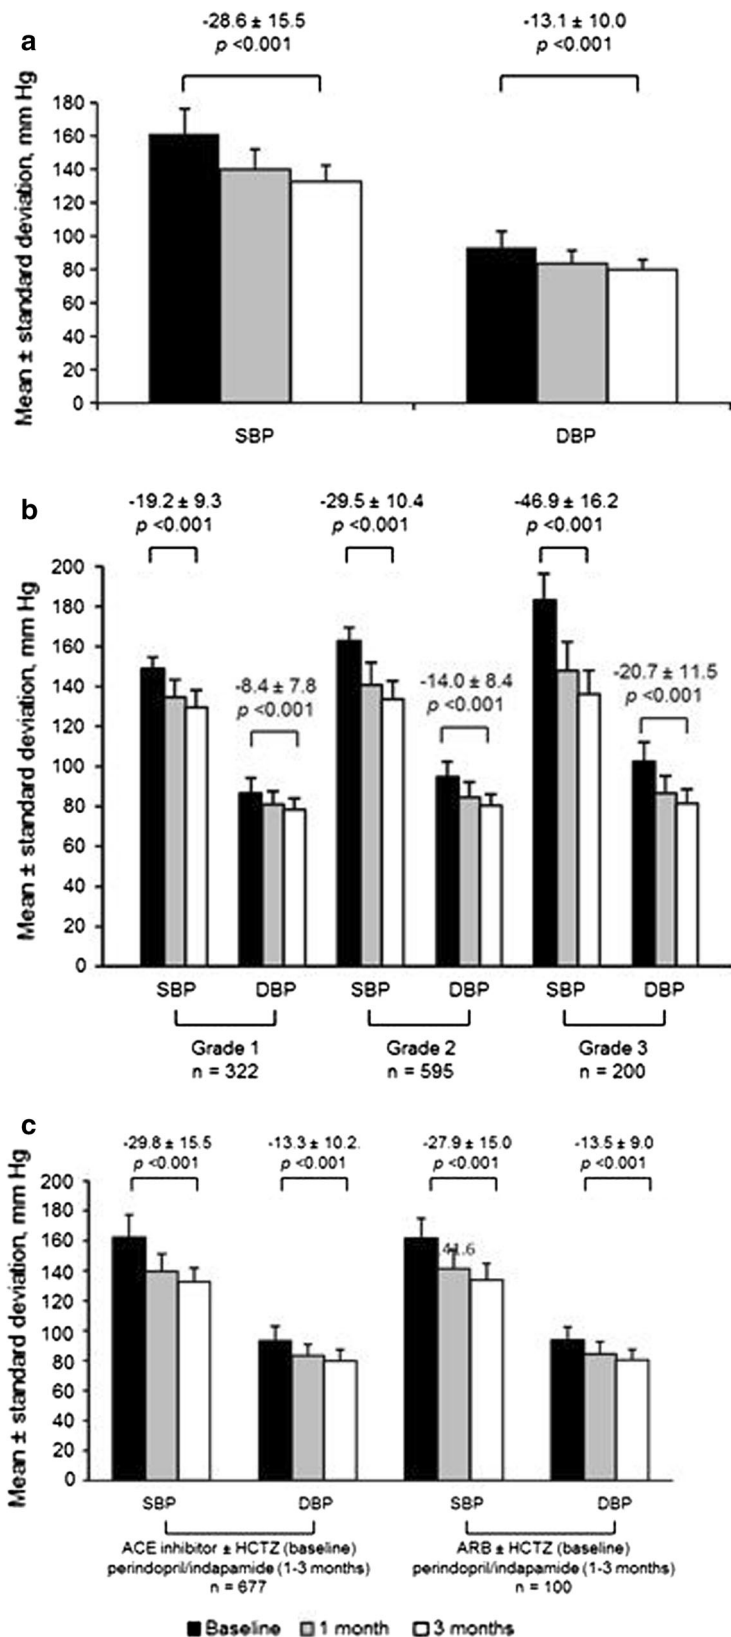 a
-28.6 ± 15.5
p <0.001
-13.1 ± 10.0
p <0.001
Mean ± standard deviation, mm Hg
180
160
140
120
100
80
60
40
20
0
SBP
DBP
b
-19.2 ± 9.3
p <0.001
-29.5 ± 10.4
p <0.001
-46.9 ± 16.2
p <0.001
Mean ± standard deviation, mm Hg
200
180
160
140
120
100
80
60
40
20
0
-8.4 ± 7.8
p <0.001
-14.0 ± 8.4
p <0.001
-20.7 ± 11.5
p <0.001
SBP
DBP
SBP
DBP
SBP
DBP
Grade 1
n = 322
Grade 2
n = 595
Grade 3
n = 200
c
-29.8 ± 15.5
p <0.001
-13.3 ± 10.2.
p <0.001
-27.9 ± 15.0
p <0.001
-13.5 ± 9.0
p <0.001
Mean ± standard deviation, mm Hg
200
180
160
140
120
100
80
60
40
20
0
SBP
DBP
SBP
DBP
ACE inhibitor ± HCTZ (baseline)
perindopril/indapamide (1-3 months)
n = 677
ARB ± HCTZ (baseline)
perindopril/indapamide (1-3 months)
n = 100
Baseline
1 month
3 months